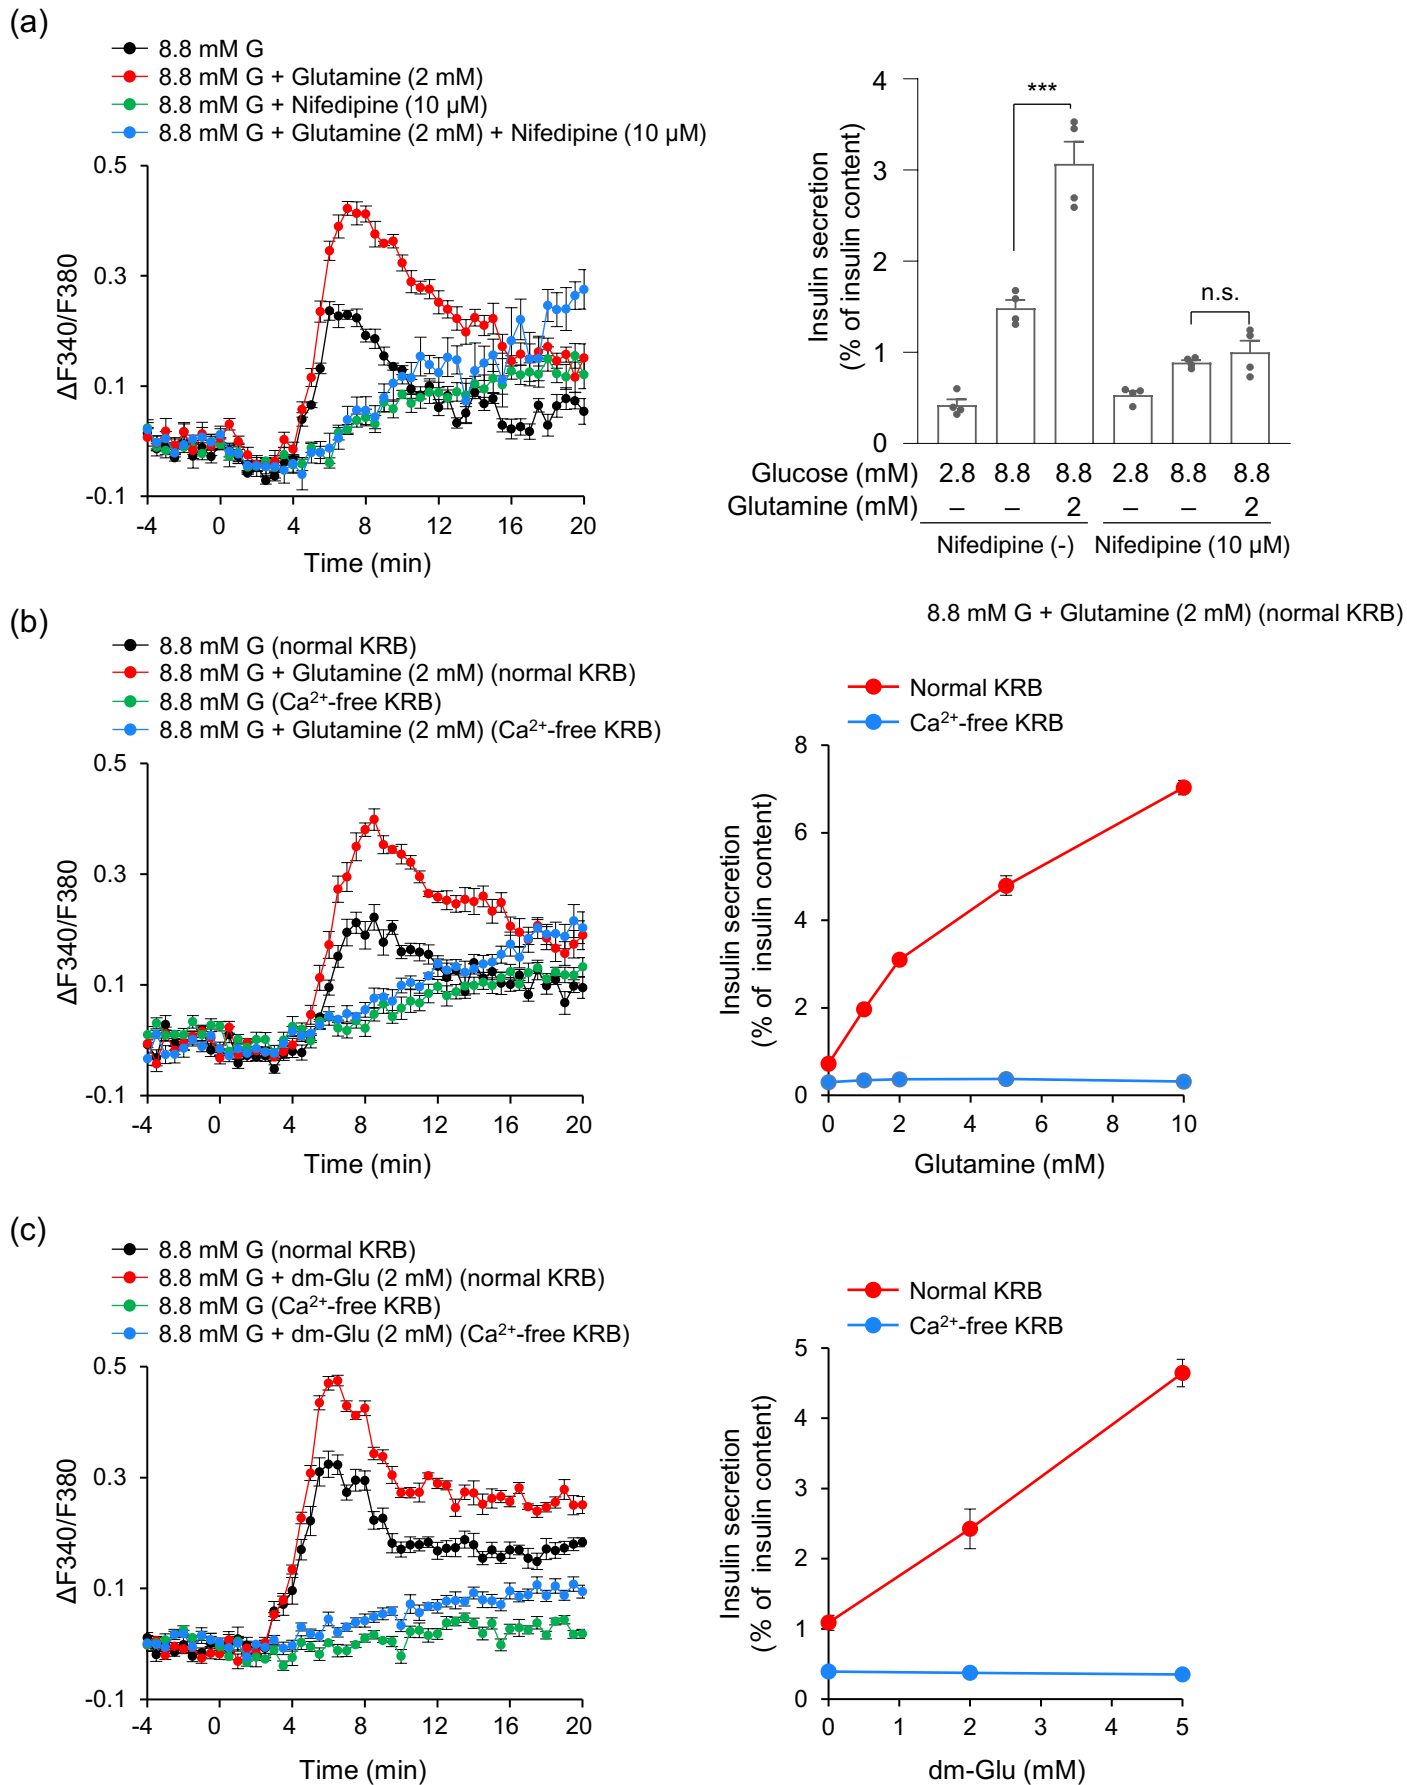 (a)
8.8 mM G
8.8 mM G + Glutamine (2 mM)
8.8 mM G + Nifedipine (10 µM)
8.8 mM G + Glutamine (2 mM) + Nifedipine (10 µM)
0.5
0.3
0.1
-0.1
ΔF340/F380
-4 0 4 8 12 16 20
Time (min)
4
3
2
1
0
Insulin secretion
(% of insulin content)
***
n.s.
Glucose (mM) 2.8 8.8 8.8 2.8 8.8 8.8
Glutamine (mM) – – 2 – – 2
Nifedipine (-) Nifedipine (10 µM)
(b)
8.8 mM G + Glutamine (2 mM) (normal KRB)
8.8 mM G (normal KRB)
8.8 mM G + Glutamine (2 mM) (normal KRB)
8.8 mM G (Ca²⁺-free KRB)
8.8 mM G + Glutamine (2 mM) (Ca²⁺-free KRB)
0.5
0.3
0.1
-0.1
ΔF340/F380
-4 0 4 8 12 16 20
Time (min)
Normal KRB
Ca²⁺-free KRB
8
6
4
2
0
Insulin secretion
(% of insulin content)
0 2 4 6 8 10
Glutamine (mM)
(c)
8.8 mM G (normal KRB)
8.8 mM G + dm-Glu (2 mM) (normal KRB)
8.8 mM G (Ca²⁺-free KRB)
8.8 mM G + dm-Glu (2 mM) (Ca²⁺-free KRB)
0.5
0.3
0.1
-0.1
ΔF340/F380
-4 0 4 8 12 16 20
Time (min)
Normal KRB
Ca²⁺-free KRB
5
4
3
2
1
0
Insulin secretion
(% of insulin content)
0 1 2 3 4 5
dm-Glu (mM)